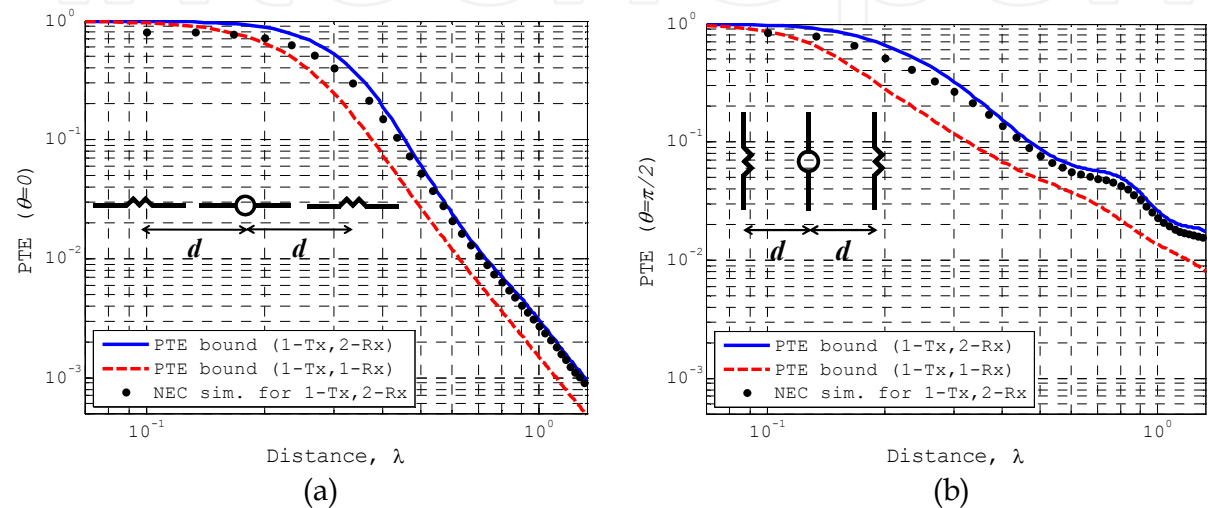 (θ=0)
PTE
10^0
10^-1
10^-2
10^-3
d
d
PTE bound (1-Tx,2-Rx)
PTE bound (1-Tx,1-Rx)
NEC sim. for 1-Tx,2-Rx
10^-1
10^0
Distance, λ
(a)
(θ=π/2)
PTE
10^0
10^-1
10^-2
10^-3
d
d
PTE bound (1-Tx,2-Rx)
PTE bound (1-Tx,1-Rx)
NEC sim. for 1-Tx,2-Rx
10^-1
10^0
Distance, λ
(b)